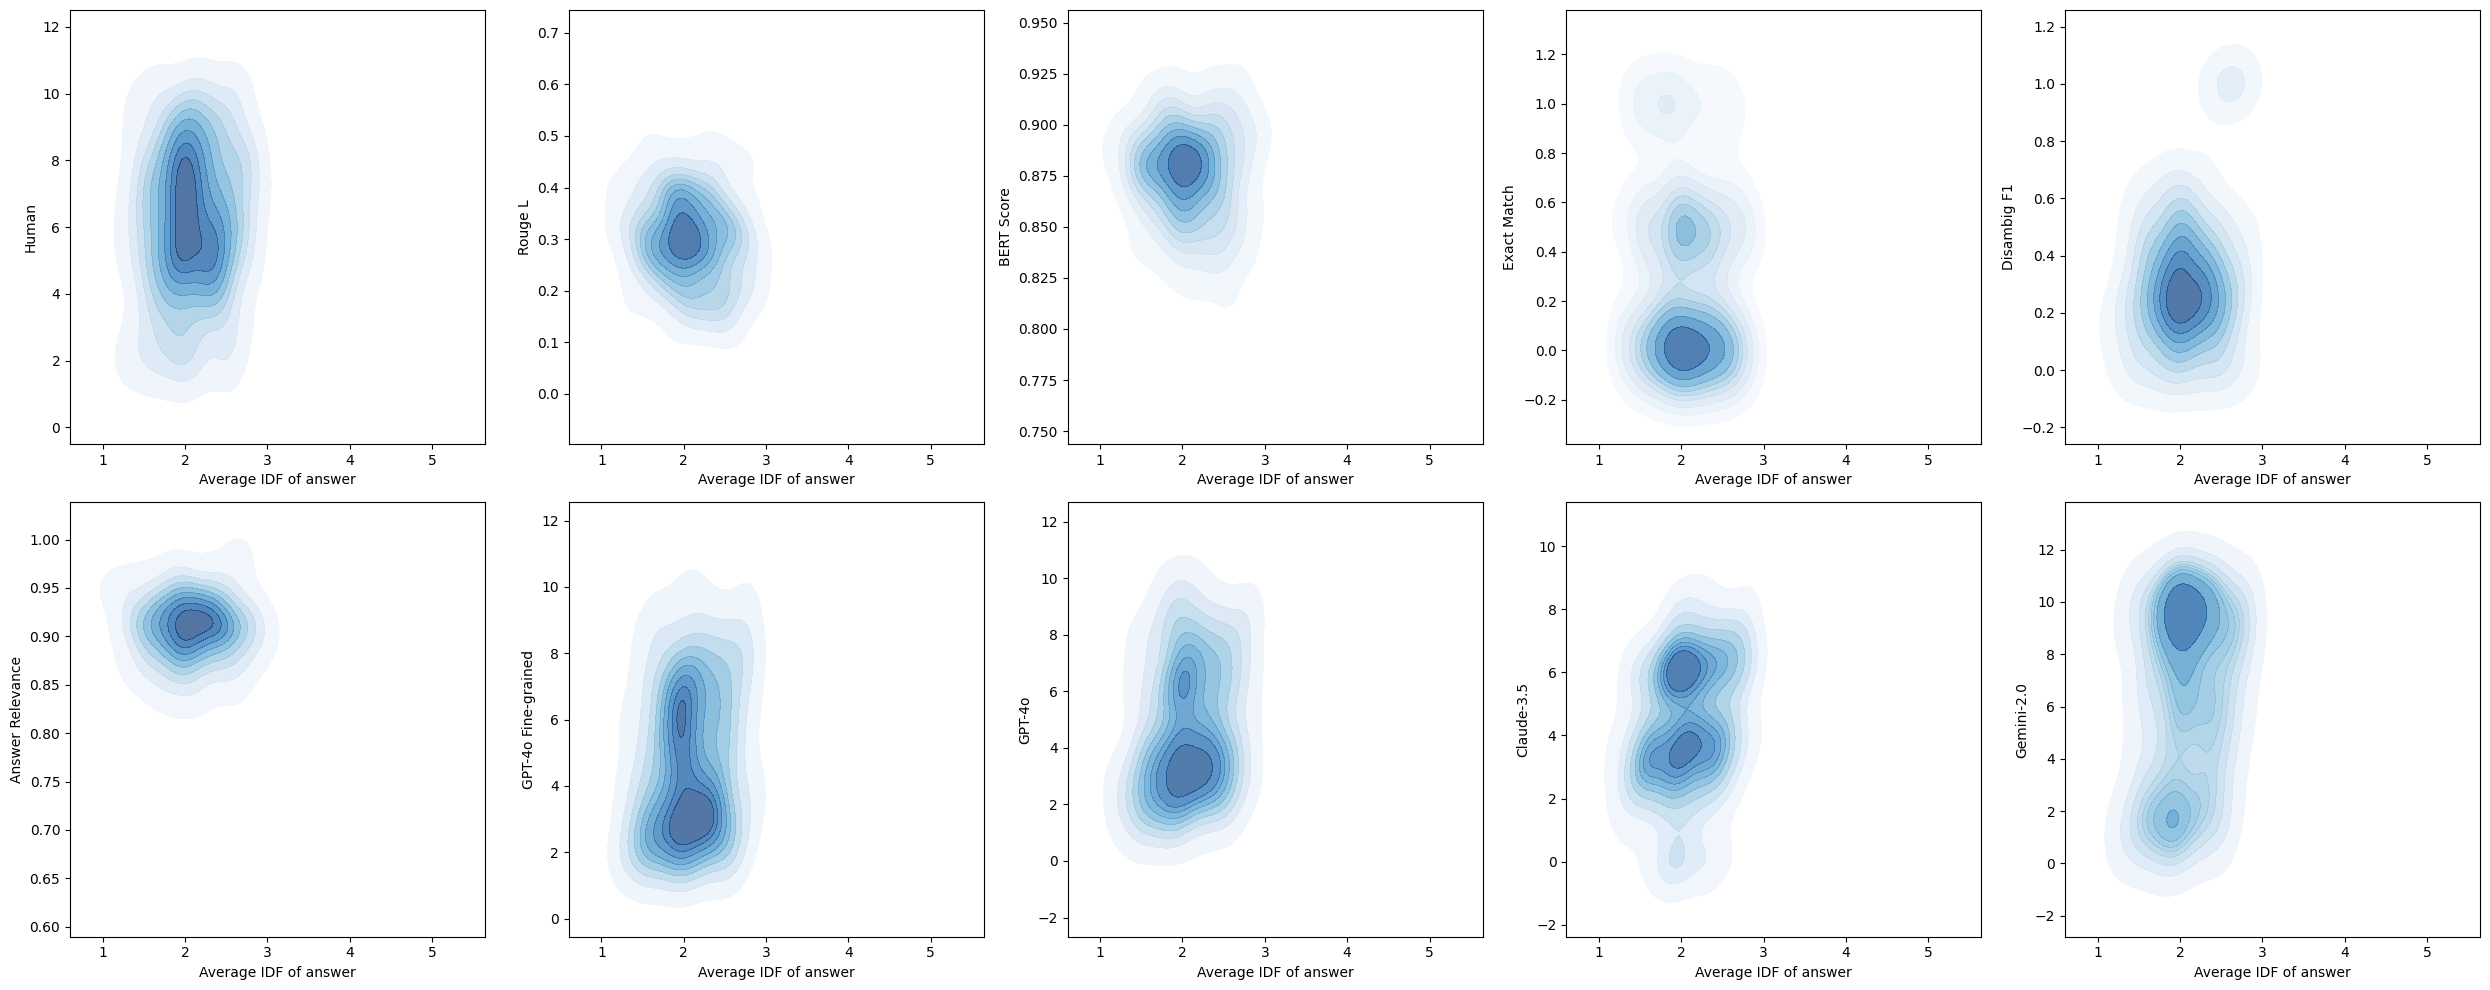 Human
12
10
8
6
4
2
0
1 2 3 4 5
Average IDF of answer
Rouge L
0.7
0.6
0.5
0.4
0.3
0.2
0.1
0.0
1 2 3 4 5
Average IDF of answer
BERT Score
0.950
0.925
0.900
0.875
0.850
0.825
0.800
0.775
0.750
1 2 3 4 5
Average IDF of answer
Exact Match
1.2
1.0
0.8
0.6
0.4
0.2
0.0
−0.2
1 2 3 4 5
Average IDF of answer
Disambig F1
1.2
1.0
0.8
0.6
0.4
0.2
0.0
−0.2
1 2 3 4 5
Average IDF of answer
Answer Relevance
1.00
0.95
0.90
0.85
0.80
0.75
0.70
0.65
0.60
1 2 3 4 5
Average IDF of answer
GPT-4o Fine-grained
12
10
8
6
4
2
0
1 2 3 4 5
Average IDF of answer
GPT-4o
12
10
8
6
4
2
0
−2
1 2 3 4 5
Average IDF of answer
Claude-3.5
10
8
6
4
2
0
−2
1 2 3 4 5
Average IDF of answer
Gemini-2.0
12
10
8
6
4
2
0
−2
1 2 3 4 5
Average IDF of answer